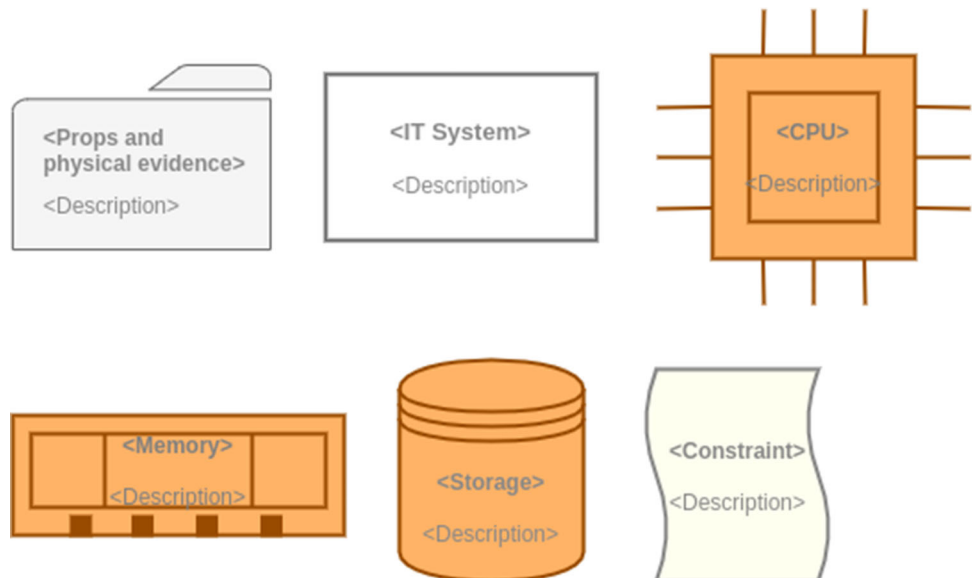 <Props and
physical evidence>
<Description>
<IT System>
<Description>
<CPU>
<Description>
<Memory>
<Description>
<Storage>
<Description>
<Constraint>
<Description>